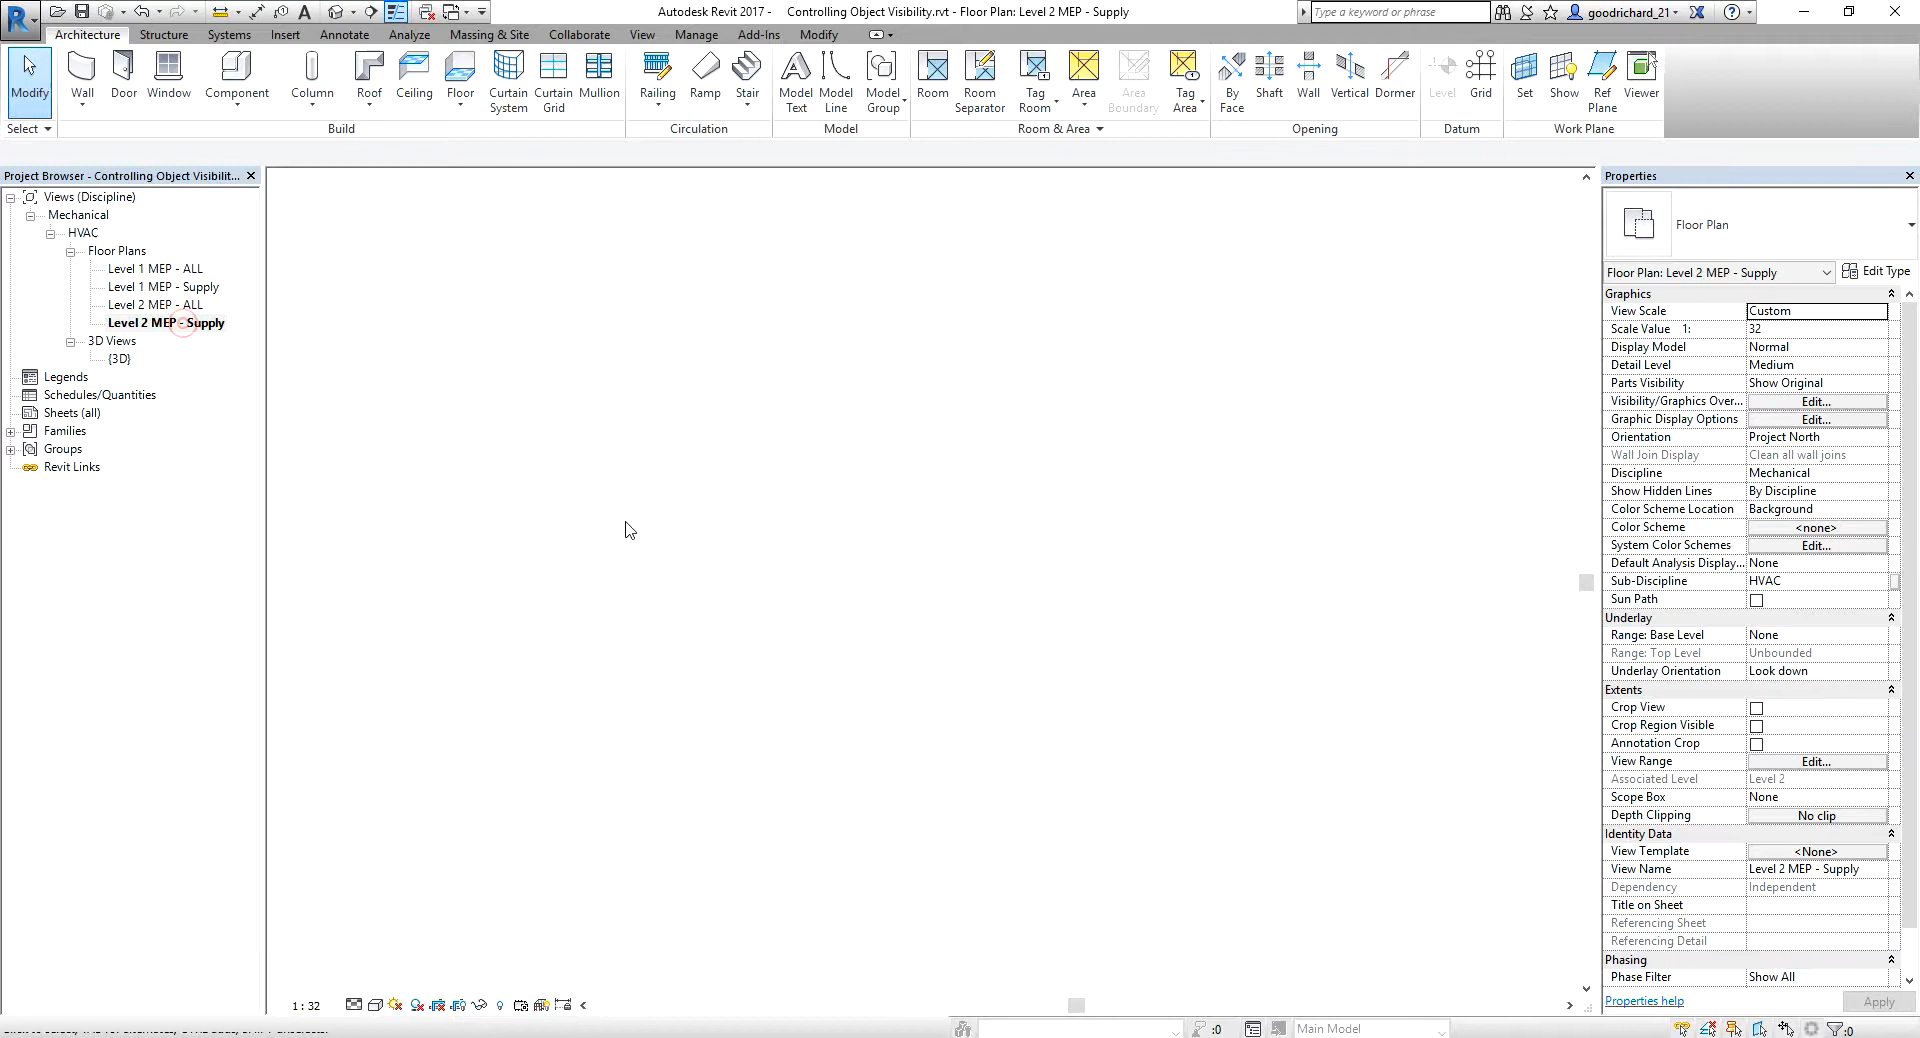 Autodesk Revit 2017 - Controlling Object Visibility.rvt - Floor Plan: Level 2 MEP - Supply
Type a keyword or phrase
goodrichard_21
Architecture Structure Systems Insert Annotate Analyze Massing & Site Collaborate View Manage Add-Ins Modify
Modify Wall Door Window Component Column Roof Ceiling Floor Curtain System Curtain Grid Mullion Railing Ramp Stair Model Text Model Line Model Group Room Room Separator Tag Room Area Area Boundary Tag Area By Face Shaft Wall Vertical Dormer Level Grid Set Show Ref Plane Viewer
Select Build Circulation Model Room & Area Opening Datum Work Plane
Project Browser - Controlling Object Visibilit...
Views (Discipline)
Mechanical
HVAC
Floor Plans
Level 1 MEP - ALL
Level 1 MEP - Supply
Level 2 MEP - ALL
Level 2 MEP - Supply
3D Views
{3D}
Legends
Schedules/Quantities
Sheets (all)
Families
Groups
Revit Links
Properties
Floor Plan
Floor Plan: Level 2 MEP - Supply Edit Type
Graphics
View Scale Custom
Scale Value 1: 32
Display Model Normal
Detail Level Medium
Parts Visibility Show Original
Visibility/Graphics Over... Edit...
Graphic Display Options Edit...
Orientation Project North
Wall Join Display Clean all wall joins
Discipline Mechanical
Show Hidden Lines By Discipline
Color Scheme Location Background
Color Scheme <none>
System Color Schemes Edit...
Default Analysis Display... None
Sub-Discipline HVAC
Sun Path
Underlay
Range: Base Level None
Range: Top Level Unbounded
Underlay Orientation Look down
Extents
Crop View
Crop Region Visible
Annotation Crop
View Range Edit...
Associated Level Level 2
Scope Box None
Depth Clipping No clip
Identity Data
View Template <None>
View Name Level 2 MEP - Supply
Dependency Independent
Title on Sheet
Referencing Sheet
Referencing Detail
Phasing
Phase Filter Show All
Properties help Apply
1 : 32
:0 Main Model :0